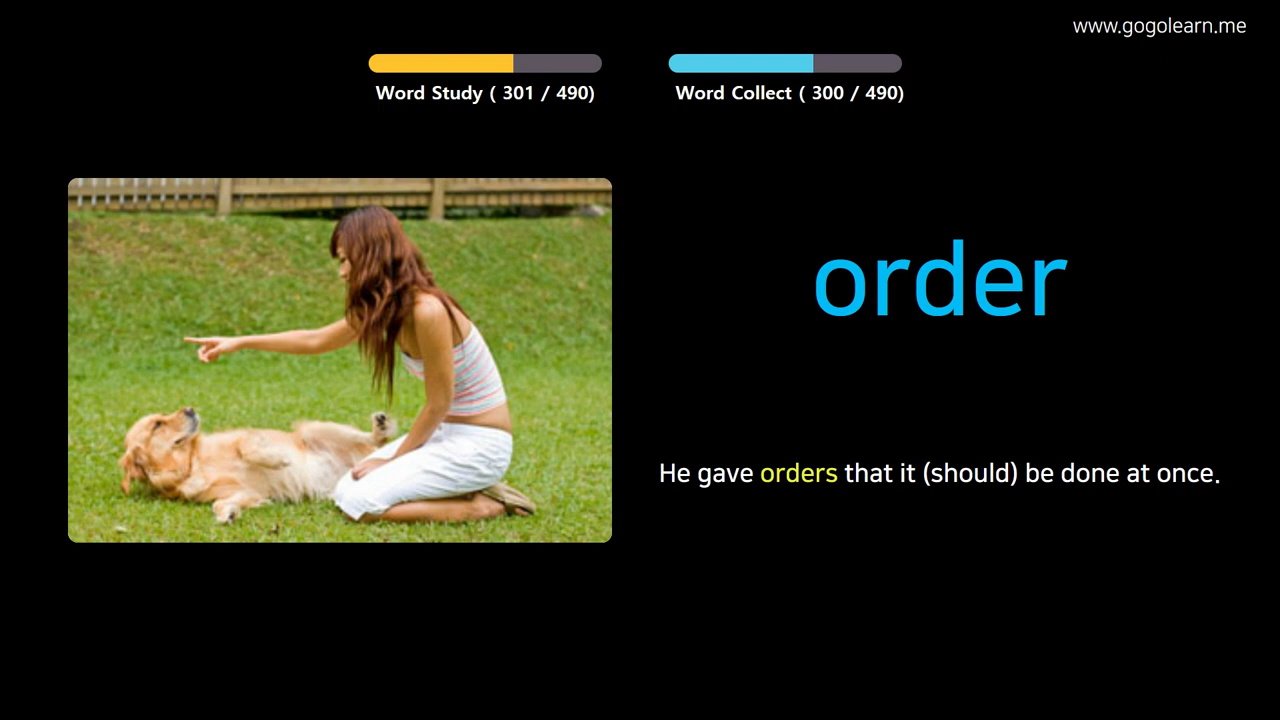 www.gogolearn.me
Word Study ( 301 / 490)
Word Collect ( 300 / 490)
order
He gave orders that it (should) be done at once.